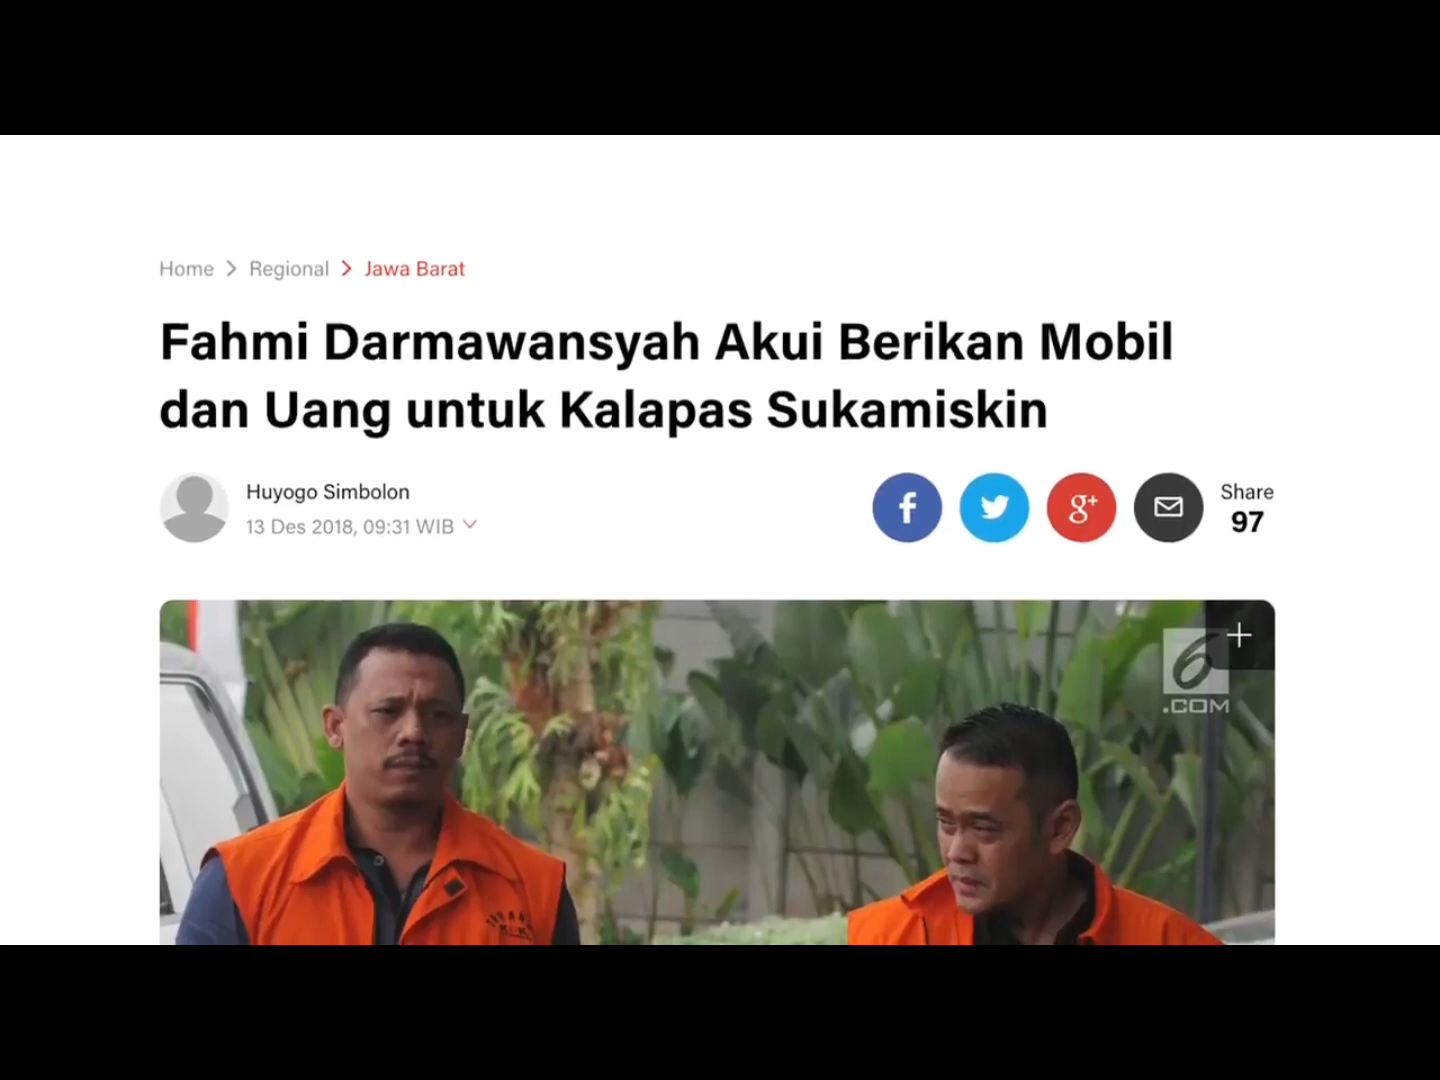 Home > Regional > Jawa Barat
Fahmi Darmawansyah Akui Berikan Mobil
dan Uang untuk Kalapas Sukamiskin
Huyogo Simbolon
13 Des 2018, 09:31 WIB
Share
97
6
.COM